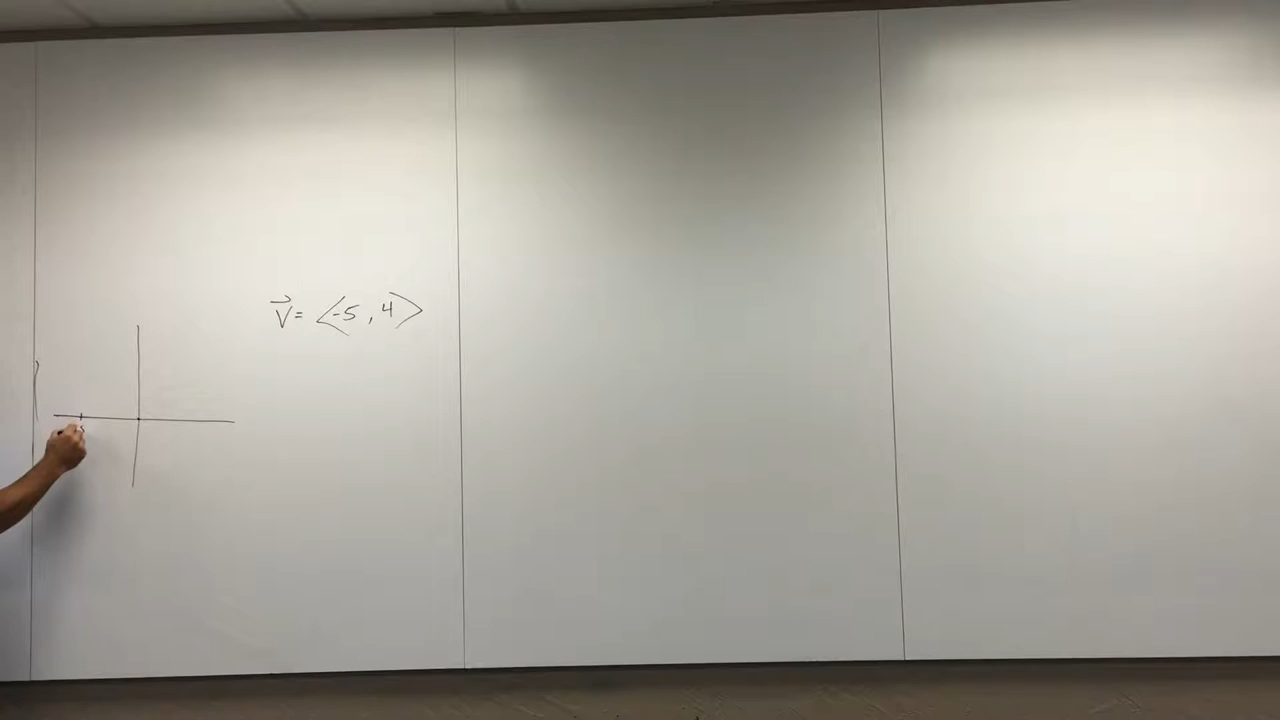 v⃗ = <-5, 4>